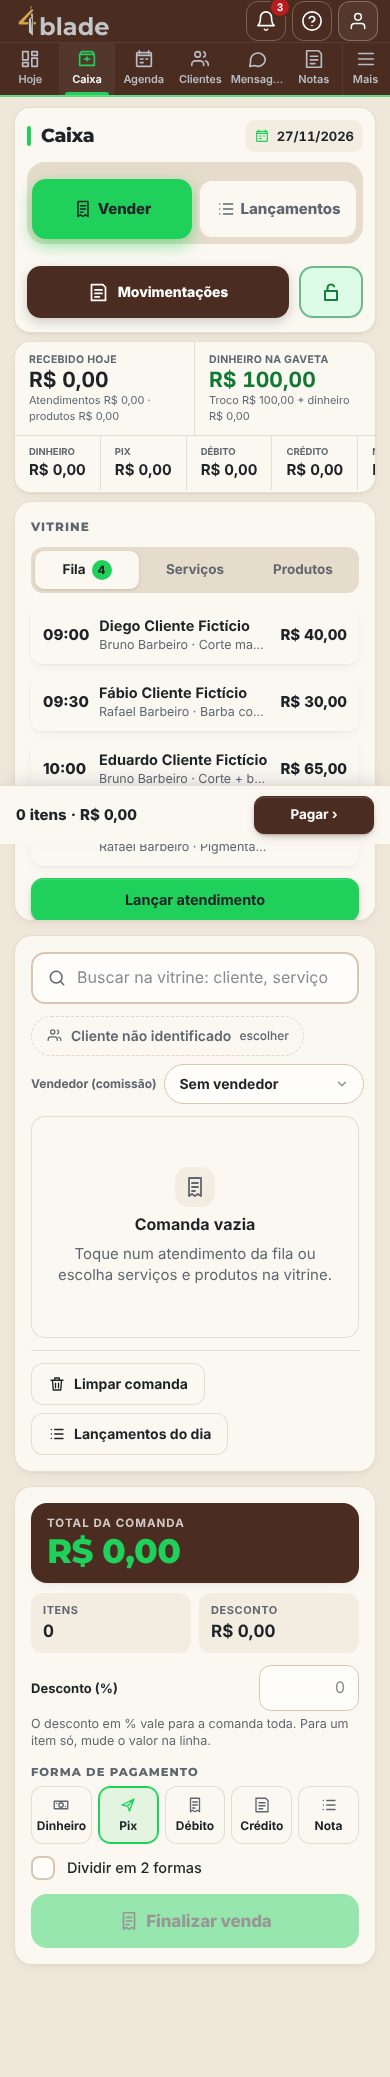 4blade
3
Hoje
Caixa
Agenda
Clientes
Mensag...
Notas
Mais
Caixa
27/11/2026
Vender
Lançamentos
Movimentações
RECEBIDO HOJE
R$ 0,00
Atendimentos R$ 0,00 ·
produtos R$ 0,00
DINHEIRO NA GAVETA
R$ 100,00
Troco R$ 100,00 + dinheiro
R$ 0,00
DINHEIRO
R$ 0,00
PIX
R$ 0,00
DÉBITO
R$ 0,00
CRÉDITO
R$ 0,00
VITRINE
Fila 4
Serviços
Produtos
09:00
Diego Cliente Fictício
Bruno Barbeiro · Corte ma...
R$ 40,00
09:30
Fábio Cliente Fictício
Rafael Barbeiro · Barba co...
R$ 30,00
10:00
Eduardo Cliente Fictício
Bruno Barbeiro · Corte + b...
R$ 65,00
0 itens · R$ 0,00
Pagar ›
Rafael Barbeiro · Pigmenta...
Lançar atendimento
Buscar na vitrine: cliente, serviço
Cliente não identificado escolher
Vendedor (comissão)
Sem vendedor
Comanda vazia
Toque num atendimento da fila ou
escolha serviços e produtos na vitrine.
Limpar comanda
Lançamentos do dia
TOTAL DA COMANDA
R$ 0,00
ITENS
0
DESCONTO
R$ 0,00
Desconto (%)
0
O desconto em % vale para a comanda toda. Para um
item só, mude o valor na linha.
FORMA DE PAGAMENTO
Dinheiro
Pix
Débito
Crédito
Nota
Dividir em 2 formas
Finalizar venda